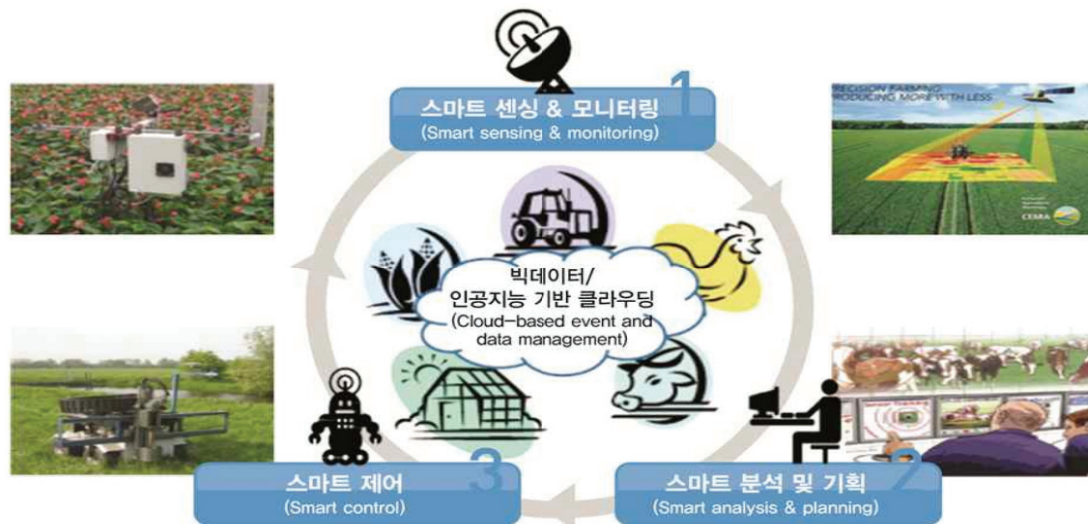 1
스마트 센싱 & 모니터링
(Smart sensing & monitoring)
PRECISION FARMING
PRODUCING MORE WITH LESS
CEMA
빅데이터/
인공지능 기반 클라우딩
(Cloud-based event and
data management)
3
스마트 제어
(Smart control)
2
스마트 분석 및 기획
(Smart analysis & planning)